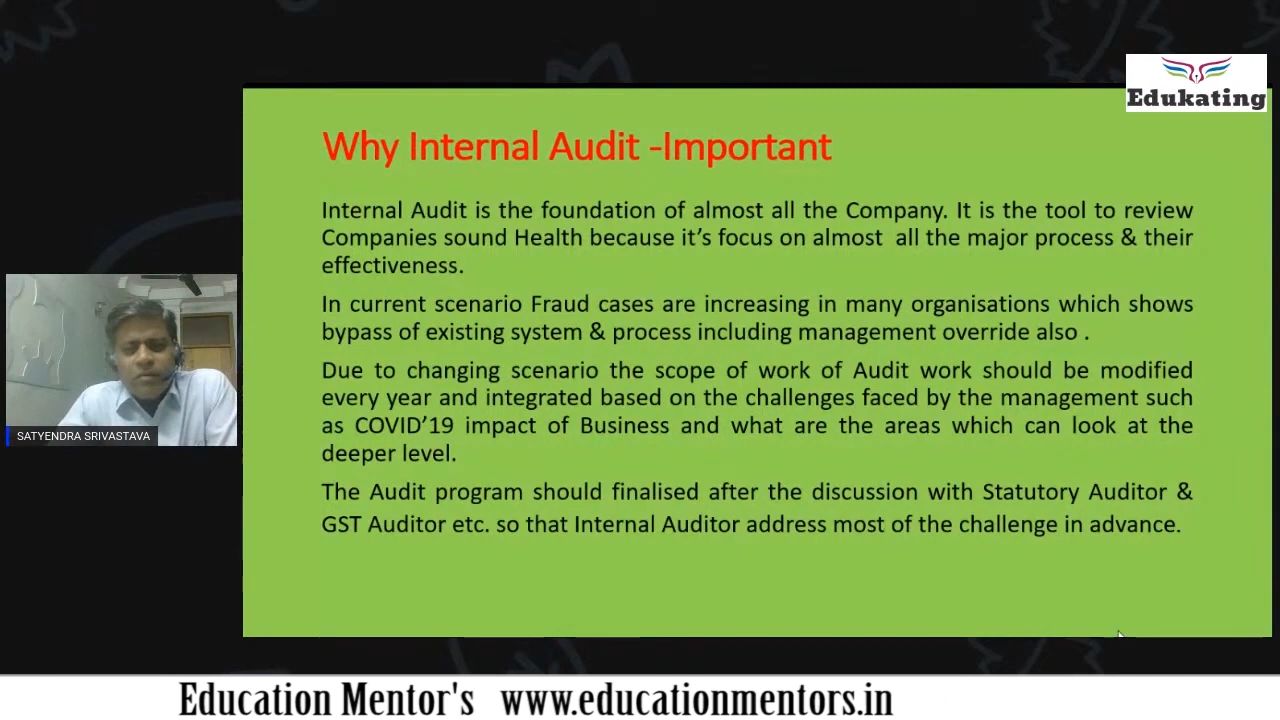 Edukating
Why Internal Audit -Important
Internal Audit is the foundation of almost all the Company. It is the tool to review
Companies sound Health because it's focus on almost all the major process & their
effectiveness.
In current scenario Fraud cases are increasing in many organisations which shows
bypass of existing system & process including management override also .
Due to changing scenario the scope of work of Audit work should be modified
every year and integrated based on the challenges faced by the management such
as COVID'19 impact of Business and what are the areas which can look at the
deeper level.
The Audit program should finalised after the discussion with Statutory Auditor &
GST Auditor etc. so that Internal Auditor address most of the challenge in advance.
SATYENDRA SRIVASTAVA
Education Mentor's www.educationmentors.in